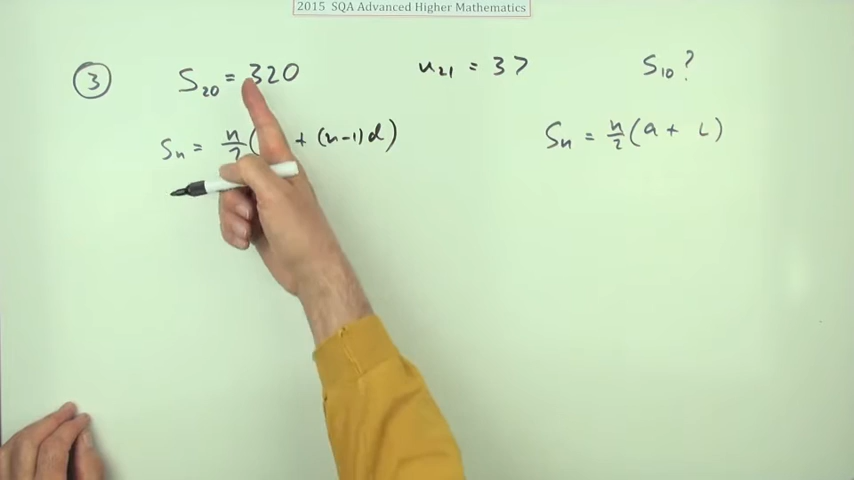 2015 SQA Advanced Higher Mathematics
3 S₂₀ = 320 u₂₁ = 37 S₁₀?
Sₙ = n/2( + (n-1)d) Sₙ = n/2(a + L)